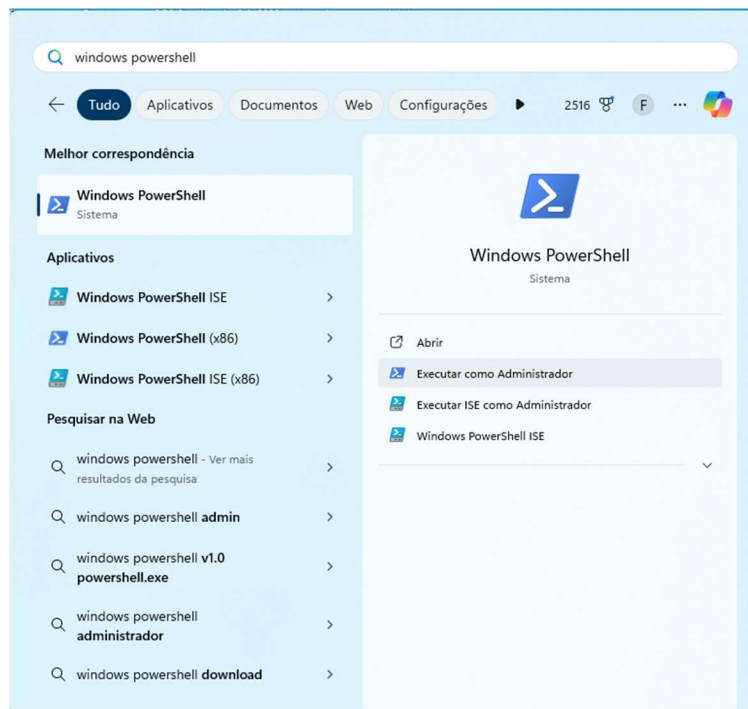 windows powershell
Tudo Aplicativos Documentos Web Configurações 2516 F
Melhor correspondência
Windows PowerShell
Sistema
Aplicativos
Windows PowerShell ISE
Windows PowerShell (x86)
Windows PowerShell ISE (x86)
Pesquisar na Web
windows powershell - Ver mais
resultados da pesquisa
windows powershell admin
windows powershell v1.0
powershell.exe
windows powershell
administrador
windows powershell download
Windows PowerShell
Sistema
Abrir
Executar como Administrador
Executar ISE como Administrador
Windows PowerShell ISE